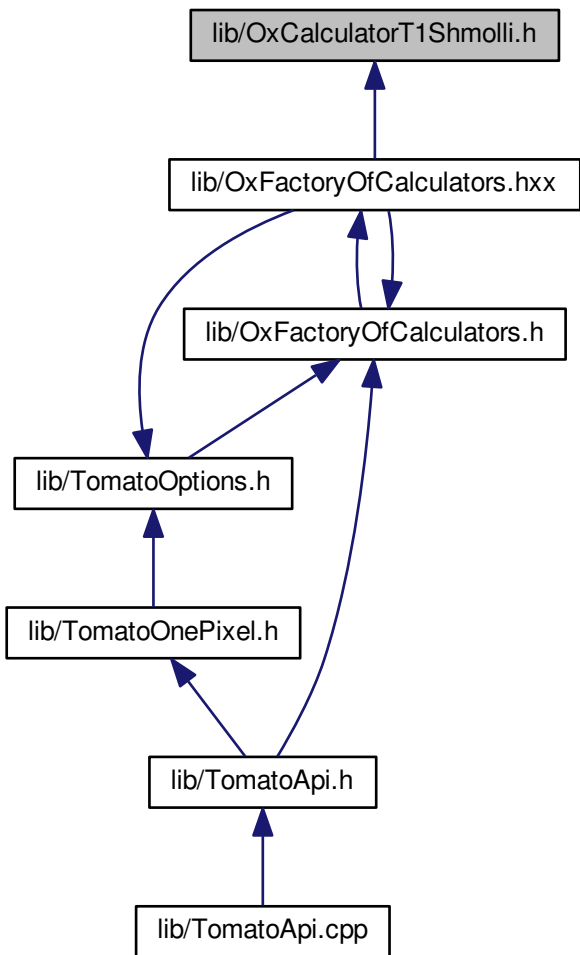 lib/OxCalculatorT1Shmolli.h
lib/OxFactoryOfCalculators.hxx
lib/OxFactoryOfCalculators.h
lib/TomatoOptions.h
lib/TomatoOnePixel.h
lib/TomatoApi.h
lib/TomatoApi.cpp